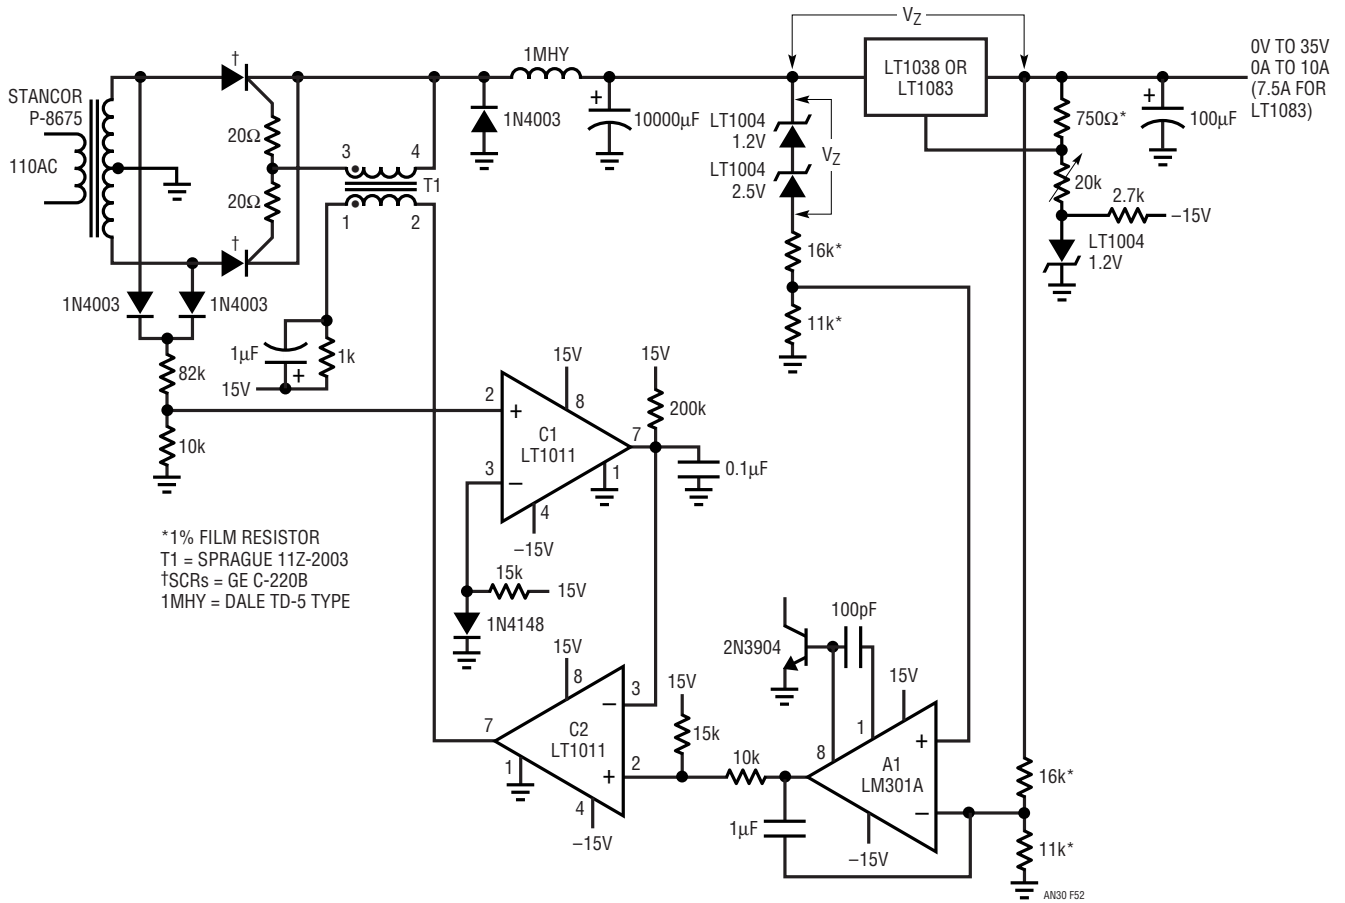 VZ
1MHY
†
STANCOR
P-8675
110AC
20Ω
20Ω
†
3
4
T1
1
2
1N4003
+
10000µF
LT1004
1.2V
LT1004
2.5V
VZ
LT1038 OR
LT1083
0V TO 35V
0A TO 10A
(7.5A FOR
LT1083)
750Ω*
+
100µF
20k
2.7k
–15V
LT1004
1.2V
16k*
11k*
1N4003
1N4003
1µF
+
1k
15V
82k
10k
15V
8
2
+
C1
LT1011
3
–
4
–15V
7
1
15V
200k
0.1µF
15k
15V
1N4148
*1% FILM RESISTOR
T1 = SPRAGUE 11Z-2003
†SCRs = GE C-220B
1MHY = DALE TD-5 TYPE
15V
8
3
–
C2
LT1011
7
1
+
2
4
–15V
15V
15k
10k
1µF
2N3904
100pF
15V
1
8
+
A1
LM301A
–
–15V
16k*
11k*
AN30 F52